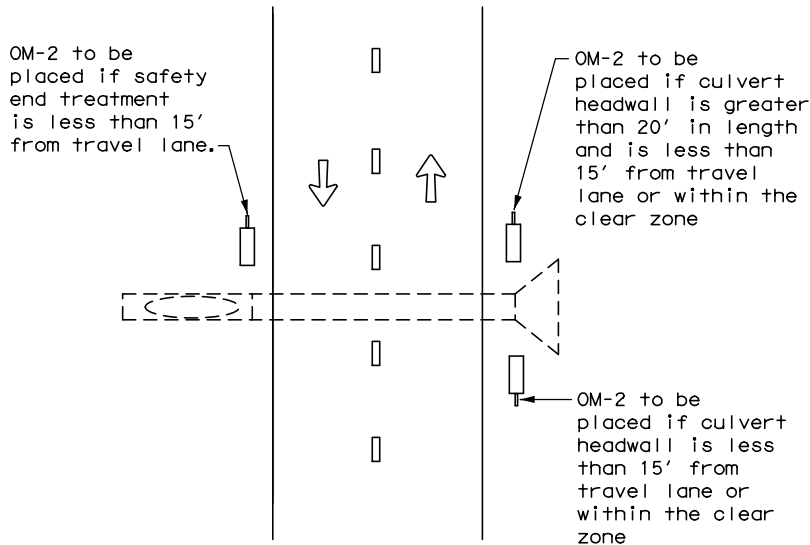 OM-2 to be
placed if safety
end treatment
is less than 15'
from travel lane.
OM-2 to be
placed if culvert
headwall is greater
than 20' in length
and is less than
15' from travel
lane or within the
clear zone
OM-2 to be
placed if culvert
headwall is less
than 15' from
travel lane or
within the clear
zone